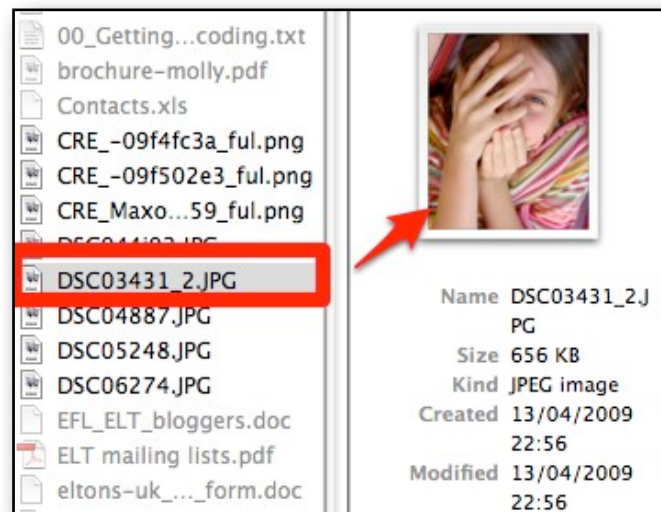 00_Getting...coding.txt
brochure-molly.pdf
Contacts.xls
CRE_-09f4fc3a_ful.png
CRE_-09f502e3_ful.png
CRE_Maxo...59_ful.png
DSC03431_2.JPG
DSC04887.JPG
DSC05248.JPG
DSC06274.JPG
EFL_ELT_bloggers.doc
ELT mailing lists.pdf
eltons-uk_..._form.doc
Name DSC03431_2.J
PG
Size 656 KB
Kind JPEG image
Created 13/04/2009
22:56
Modified 13/04/2009
22:56